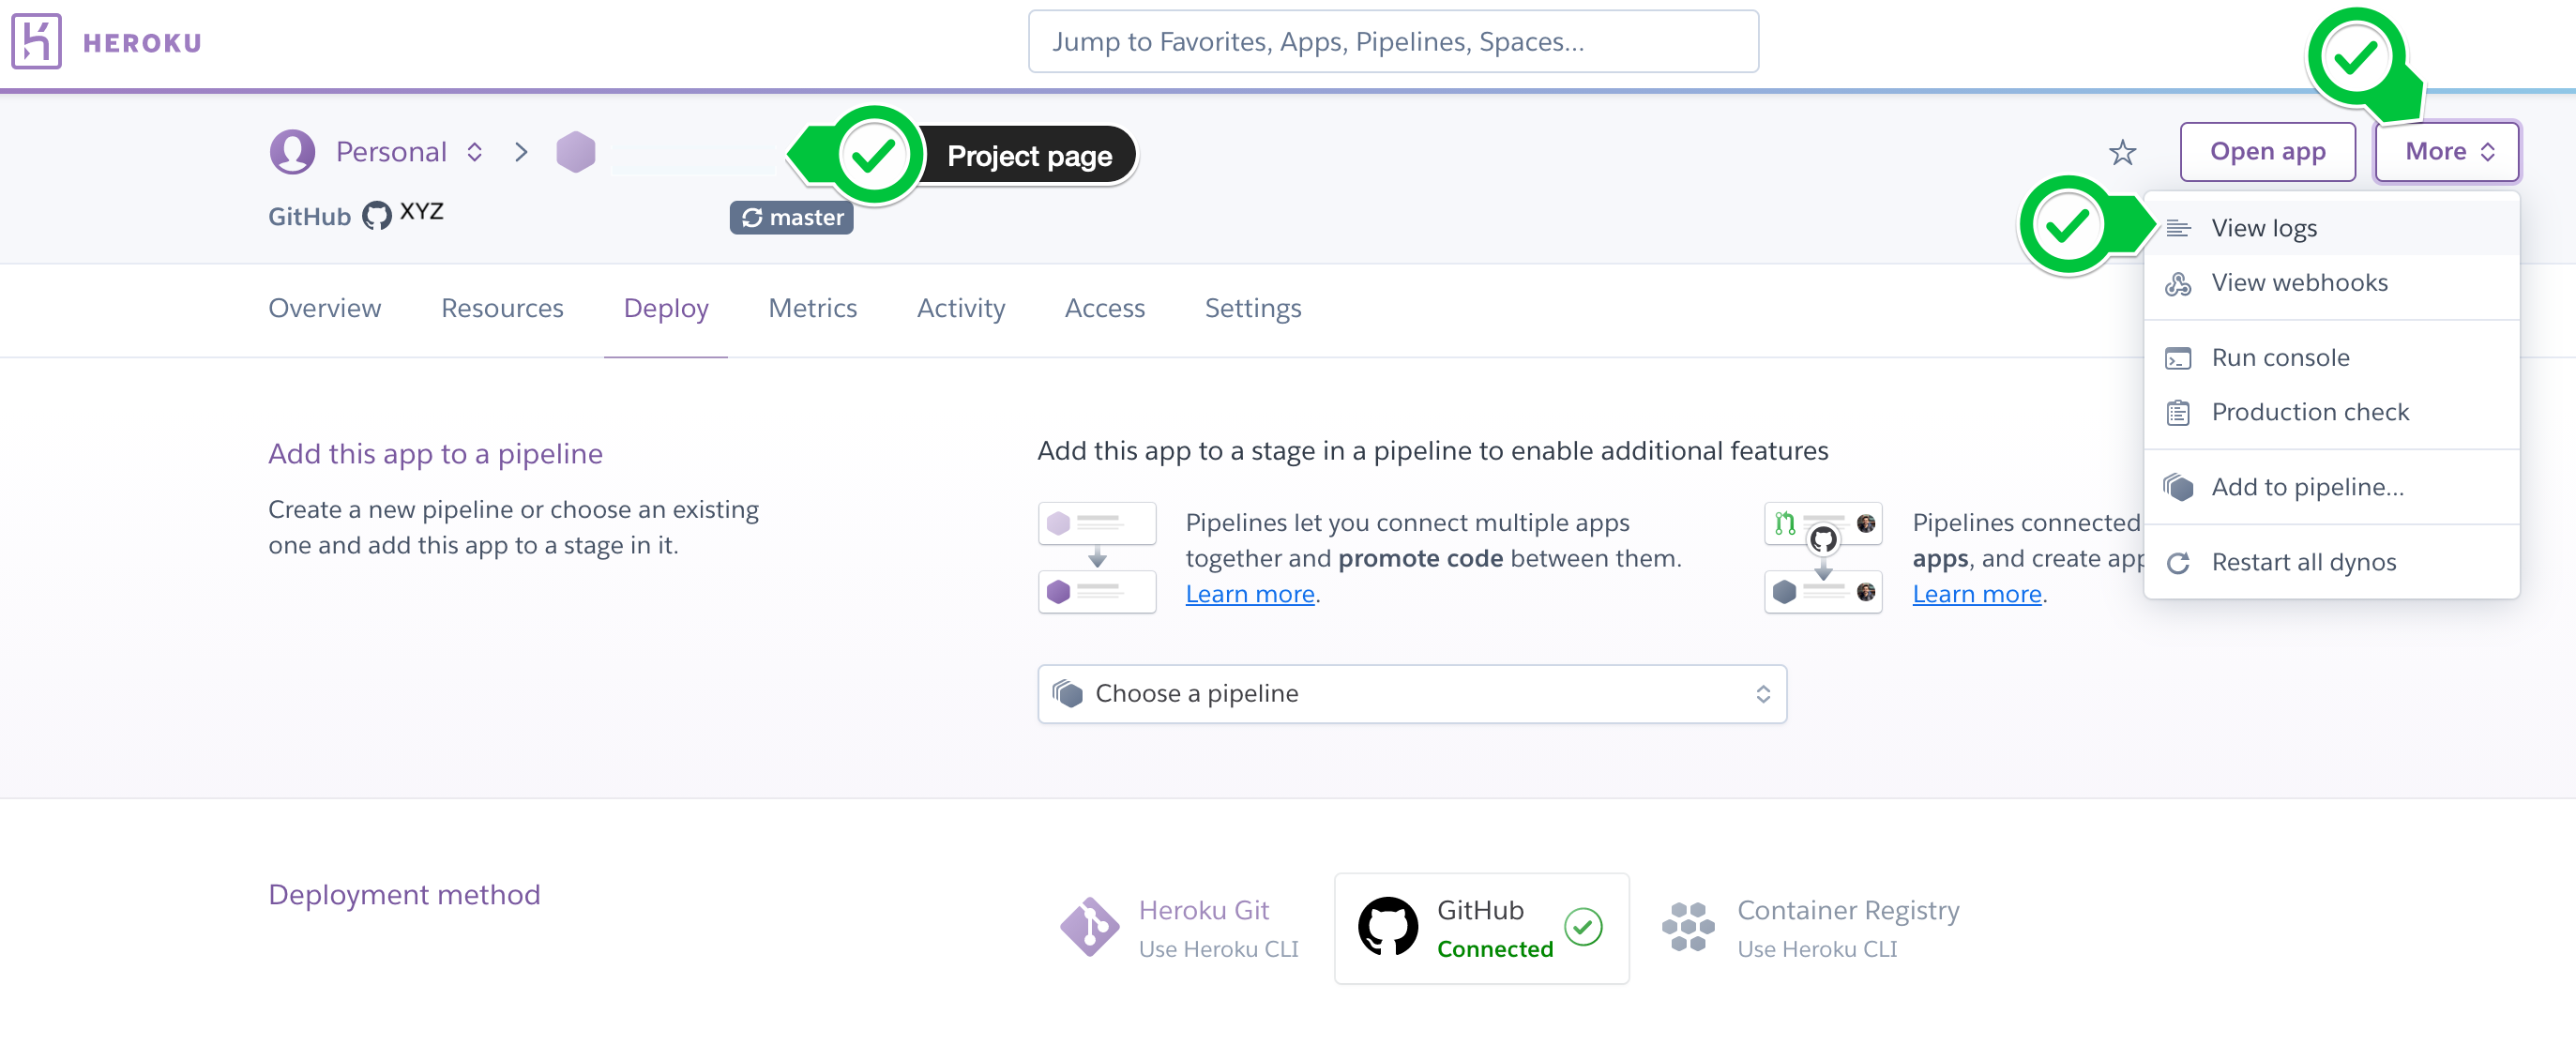 HEROKU
Jump to Favorites, Apps, Pipelines, Spaces...
Personal
Project page
Open app
More
GitHub XYZ
master
View logs
View webhooks
Run console
Production check
Add to pipeline...
Restart all dynos
Overview
Resources
Deploy
Metrics
Activity
Access
Settings
Add this app to a pipeline
Create a new pipeline or choose an existing
one and add this app to a stage in it.
Add this app to a stage in a pipeline to enable additional features
Pipelines let you connect multiple apps
together and promote code between them.
Learn more.
Pipelines connected
apps, and create app
Learn more.
Choose a pipeline
Deployment method
Heroku Git
Use Heroku CLI
GitHub
Connected
Container Registry
Use Heroku CLI